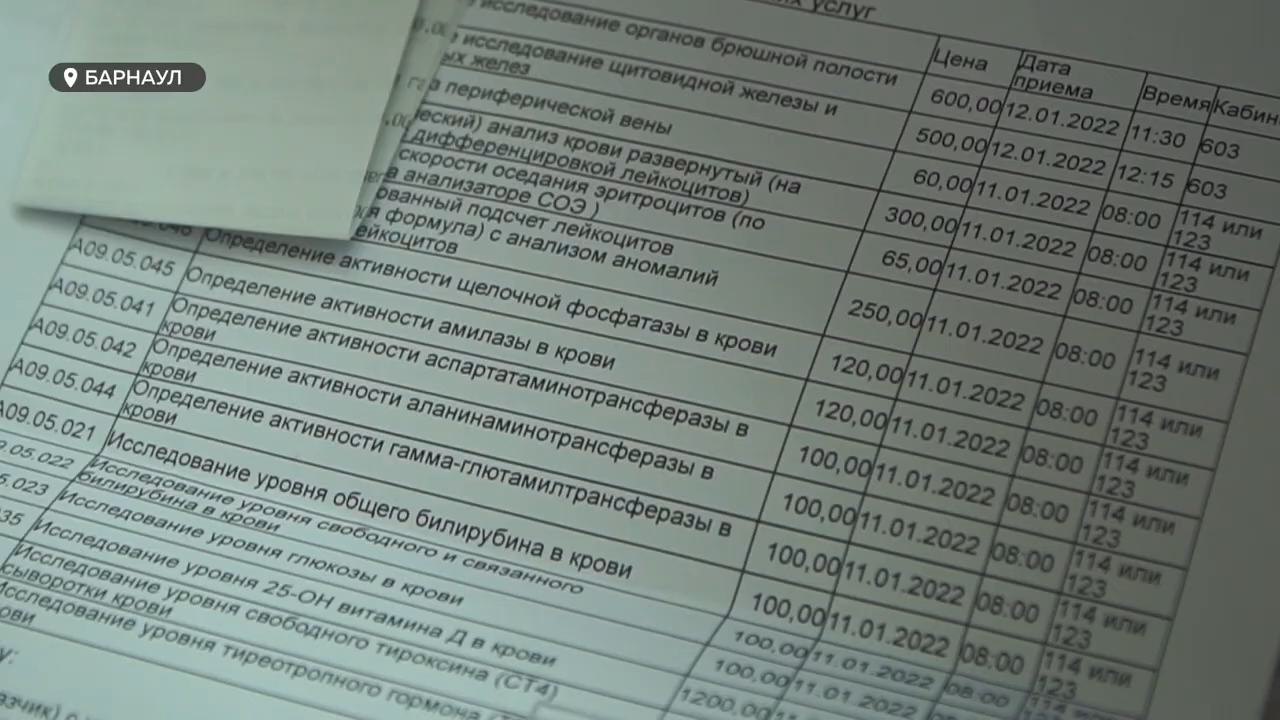 БАРНАУЛ
услуг
Цена
Дата
приема
Время
Кабин
исследование органов брюшной полости
600,00 12.01.2022 11:30 603
исследование щитовидной железы и
желез
500,00 12.01.2022 12:15 603
периферической вены
60,00 11.01.2022 08:00 114 или
123
анализ крови развернутый (на
дифференцировкой лейкоцитов)
300,00 11.01.2022 08:00 114 или
123
скорости оседания эритроцитов (по
анализаторе СОЭ )
65,00 11.01.2022 08:00 114 или
123
подсчет лейкоцитов
формула) с анализом аномалий
250,00 11.01.2022 08:00 114 или
123
Определение активности щелочной фосфатазы в крови
120,00 11.01.2022 08:00 114 или
123
А09.05.045 Определение активности амилазы в крови
120,00 11.01.2022 08:00 114 или
123
А09.05.041 Определение активности аспартатаминотрансферазы в
крови
100,00 11.01.2022 08:00 114 или
123
А09.05.042 Определение активности аланинаминотрансферазы в
крови
100,00 11.01.2022 08:00 114 или
123
А09.05.044 Определение активности гамма-глютамилтрансферазы в
крови
100,00 11.01.2022 08:00 114 или
123
А09.05.021 Исследование уровня общего билирубина в крови
100,00 11.01.2022 08:00 114 или
123
Исследование уровня свободного и связанного
билирубина в крови
100,00 11.01.2022 08:00
Исследование уровня глюкозы в крови
100,00 11.01.2022
Исследование уровня 25-ОН витамина Д в крови
1200,00
Исследование уровня свободного тироксина (СТ4)
сыворотки крови
Исследование уровня тиреотропного гормона